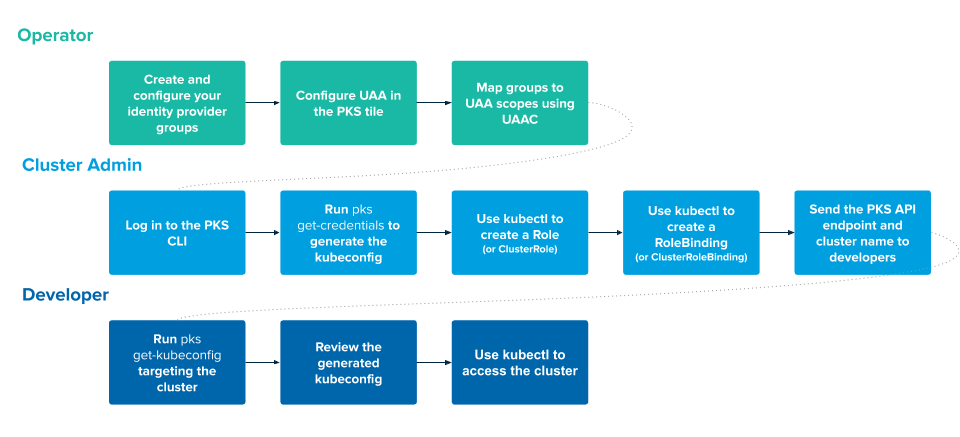 Operator
Create and
configure your
identity provider
groups
Configure UAA in
the PKS tile
Map groups to
UAA scopes using
UAAC
Cluster Admin
Log in to the PKS
CLI
Run pks
get-credentials to
generate the
kubeconfig
Use kubectl to
create a Role
(or ClusterRole)
Use kubectl to
create a
RoleBinding
(or ClusterRoleBinding)
Send the PKS API
endpoint and
cluster name to
developers
Developer
Run pks
get-kubeconfig
targeting the
cluster
Review the
generated
kubeconfig
Use kubectl to
access the cluster